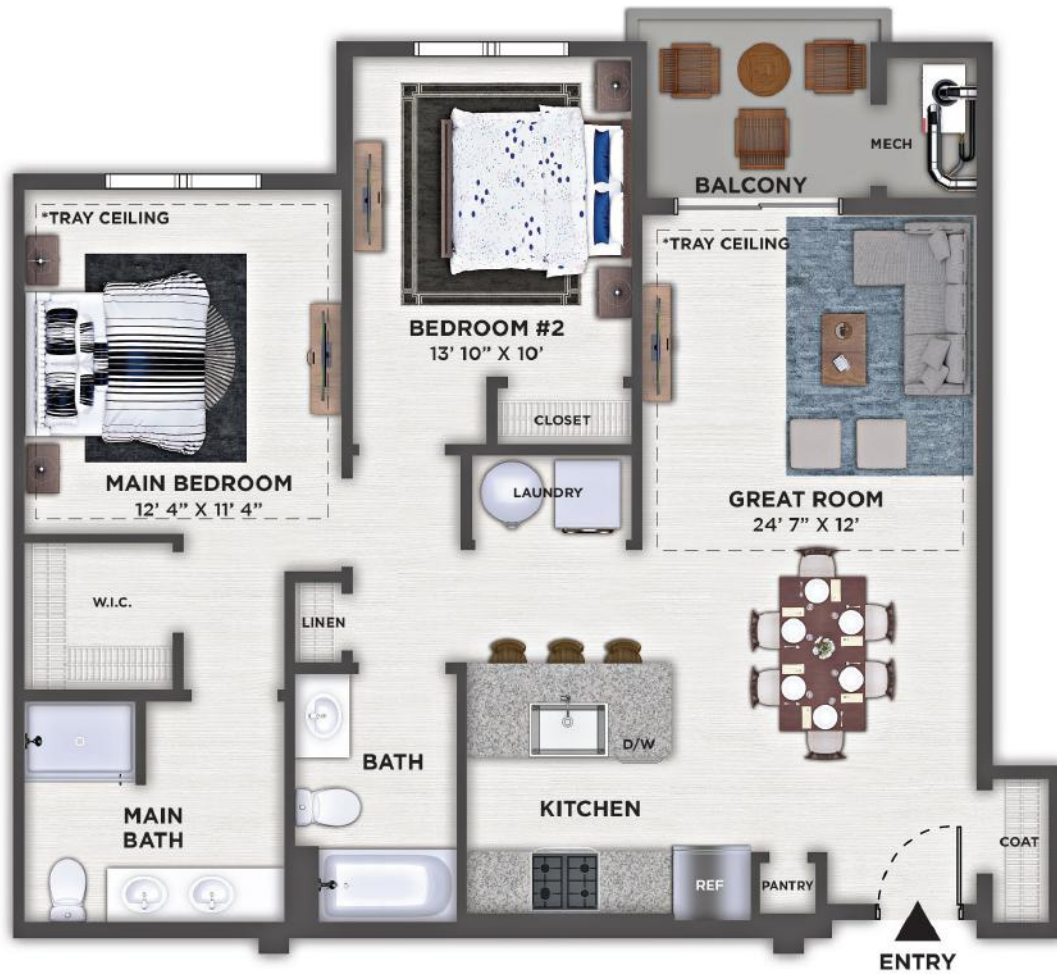 MECH
BALCONY
*TRAY CEILING
*TRAY CEILING
BEDROOM #2
13’ 10” X 10’
CLOSET
MAIN BEDROOM
12’ 4” X 11’ 4”
LAUNDRY
GREAT ROOM
24’ 7” X 12’
W.I.C.
LINEN
D/W
BATH
KITCHEN
MAIN
BATH
COAT
REF
PANTRY
ENTRY